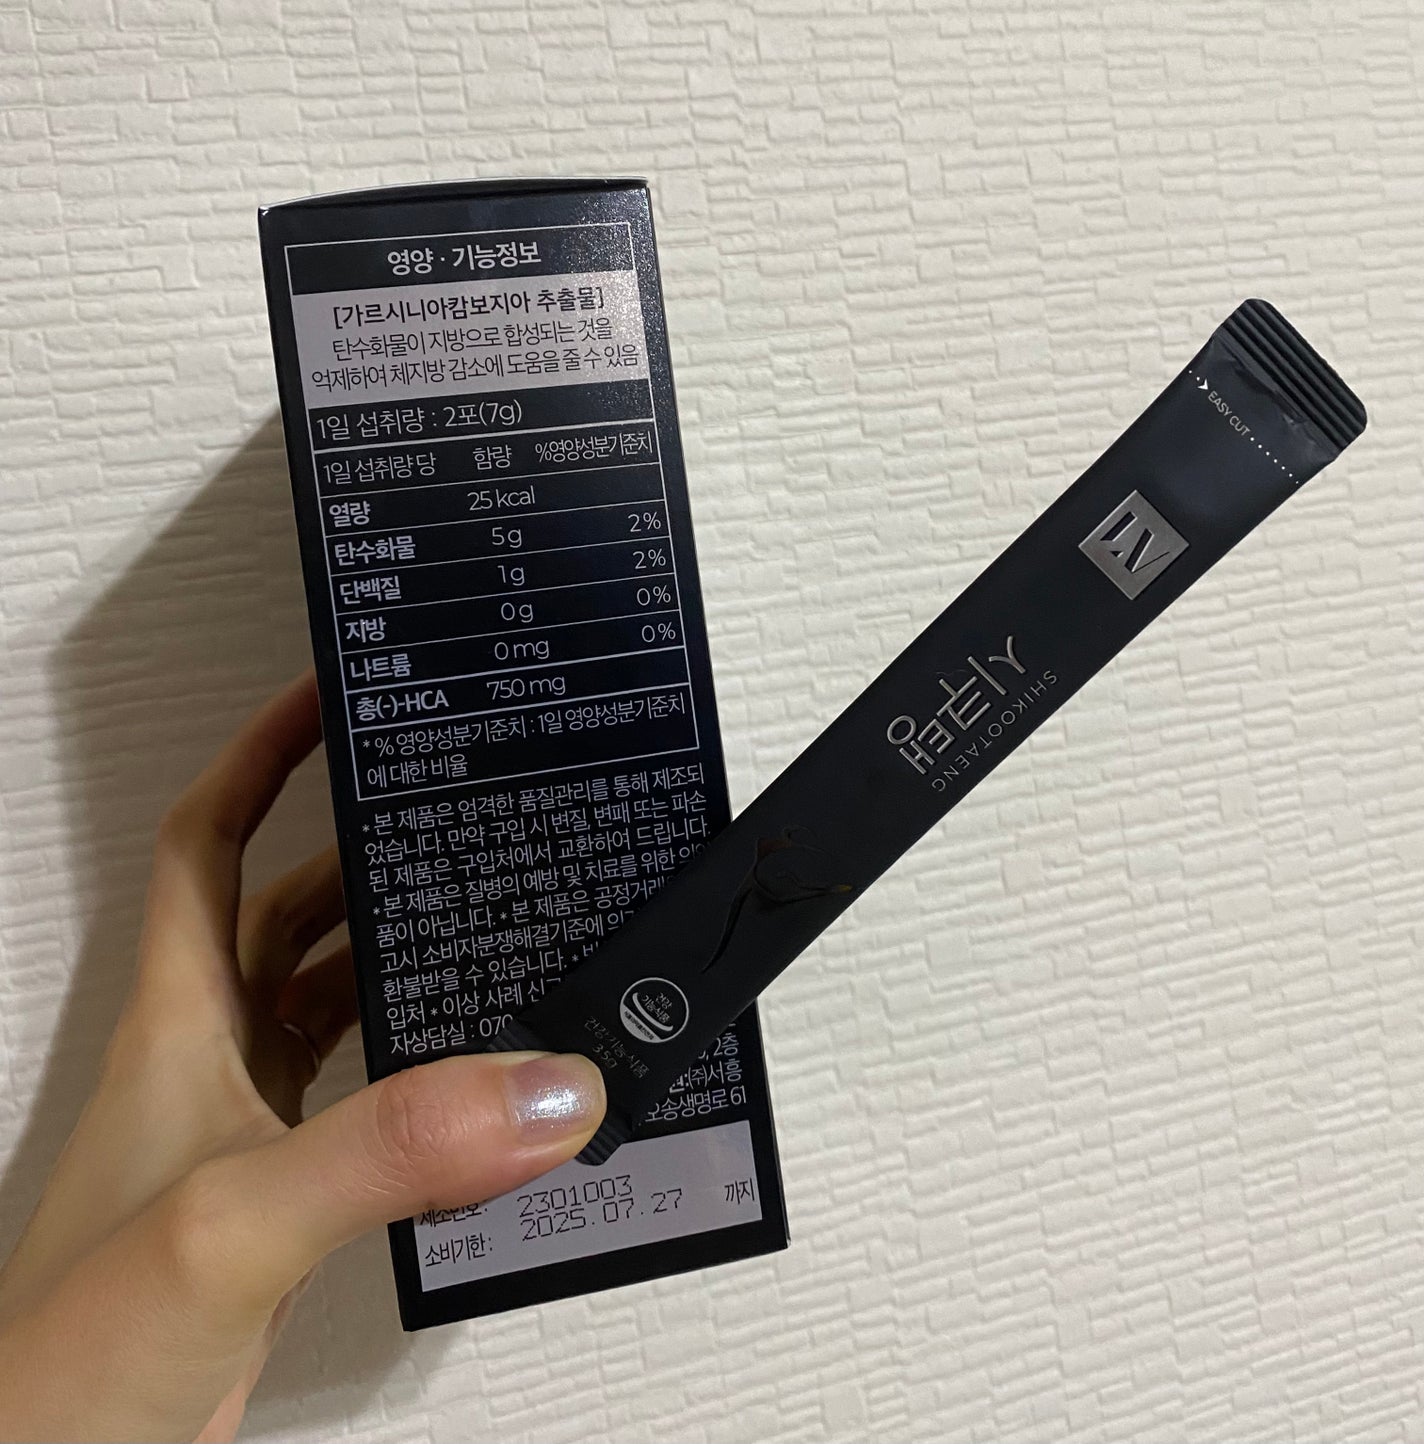 영양 · 기능정보
[가르시니아캄보지아 추출물]
탄수화물이 지방으로 합성되는 것을
억제하여 체지방 감소에 도움을 줄 수 있음
1일 섭취량 : 2포(7g)
1일 섭취량당 함량 %영양성분기준치
열량 25 kcal
탄수화물 5 g 2%
단백질 1 g 2%
지방 0 g 0%
나트륨 0 mg 0%
총(-)-HCA 750 mg
* % 영양성분기준치 : 1일 영양성분기준치
에 대한 비율
* 본 제품은 엄격한 품질관리를 통해 제조되
었습니다. 만약 구입 시 변질, 변패 또는 파손
된 제품은 구입처에서 교환하여 드립니다.
* 본 제품은 질병의 예방 및 치료를 위한
품이 아닙니다. * 본 제품은 공정거래
고시 소비자분쟁해결기준에
환불받을 수 있습니다. *
입처 * 이상 사례
자상담실 : 070
2층
(주)서흥
오송생명로 61
제조번호 : 2301003
소비기한 : 2025.07.27 까지
EASY CUT
시쿠탱
SHIKOOTAENG
건강
기능식품
건강기능식품
3.5g